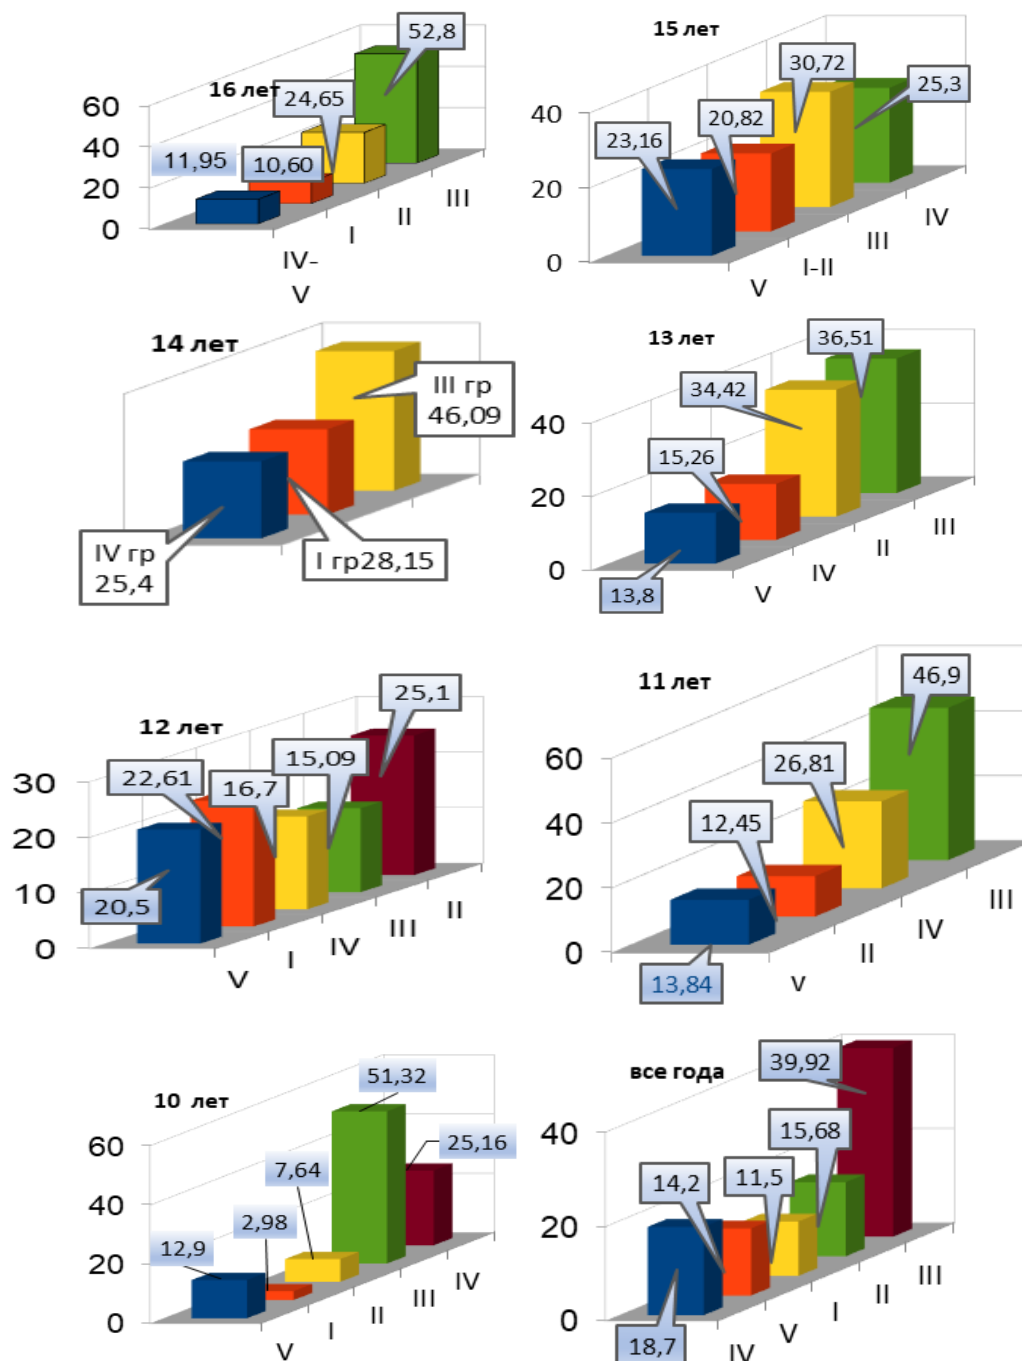 16 лет
52,8
24,65
11,95
10,60
60
40
20
0
IV-
V
I
II
III
15 лет
30,72
25,3
20,82
23,16
40
20
0
V
I-II
III
IV
14 лет
III гр
46,09
IV гр
25,4
I гр28,15
13 лет
36,51
34,42
15,26
13,8
40
20
0
V
IV
II
III
12 лет
25,1
22,61
16,7
15,09
20,5
30
20
10
0
V
I
IV
III
II
11 лет
46,9
26,81
12,45
13,84
60
40
20
0
v
II
IV
III
10 лет
51,32
25,16
7,64
2,98
12,9
60
40
20
0
V
I
II
III
IV
все года
39,92
15,68
11,5
14,2
18,7
40
20
0
IV
V
I
II
III